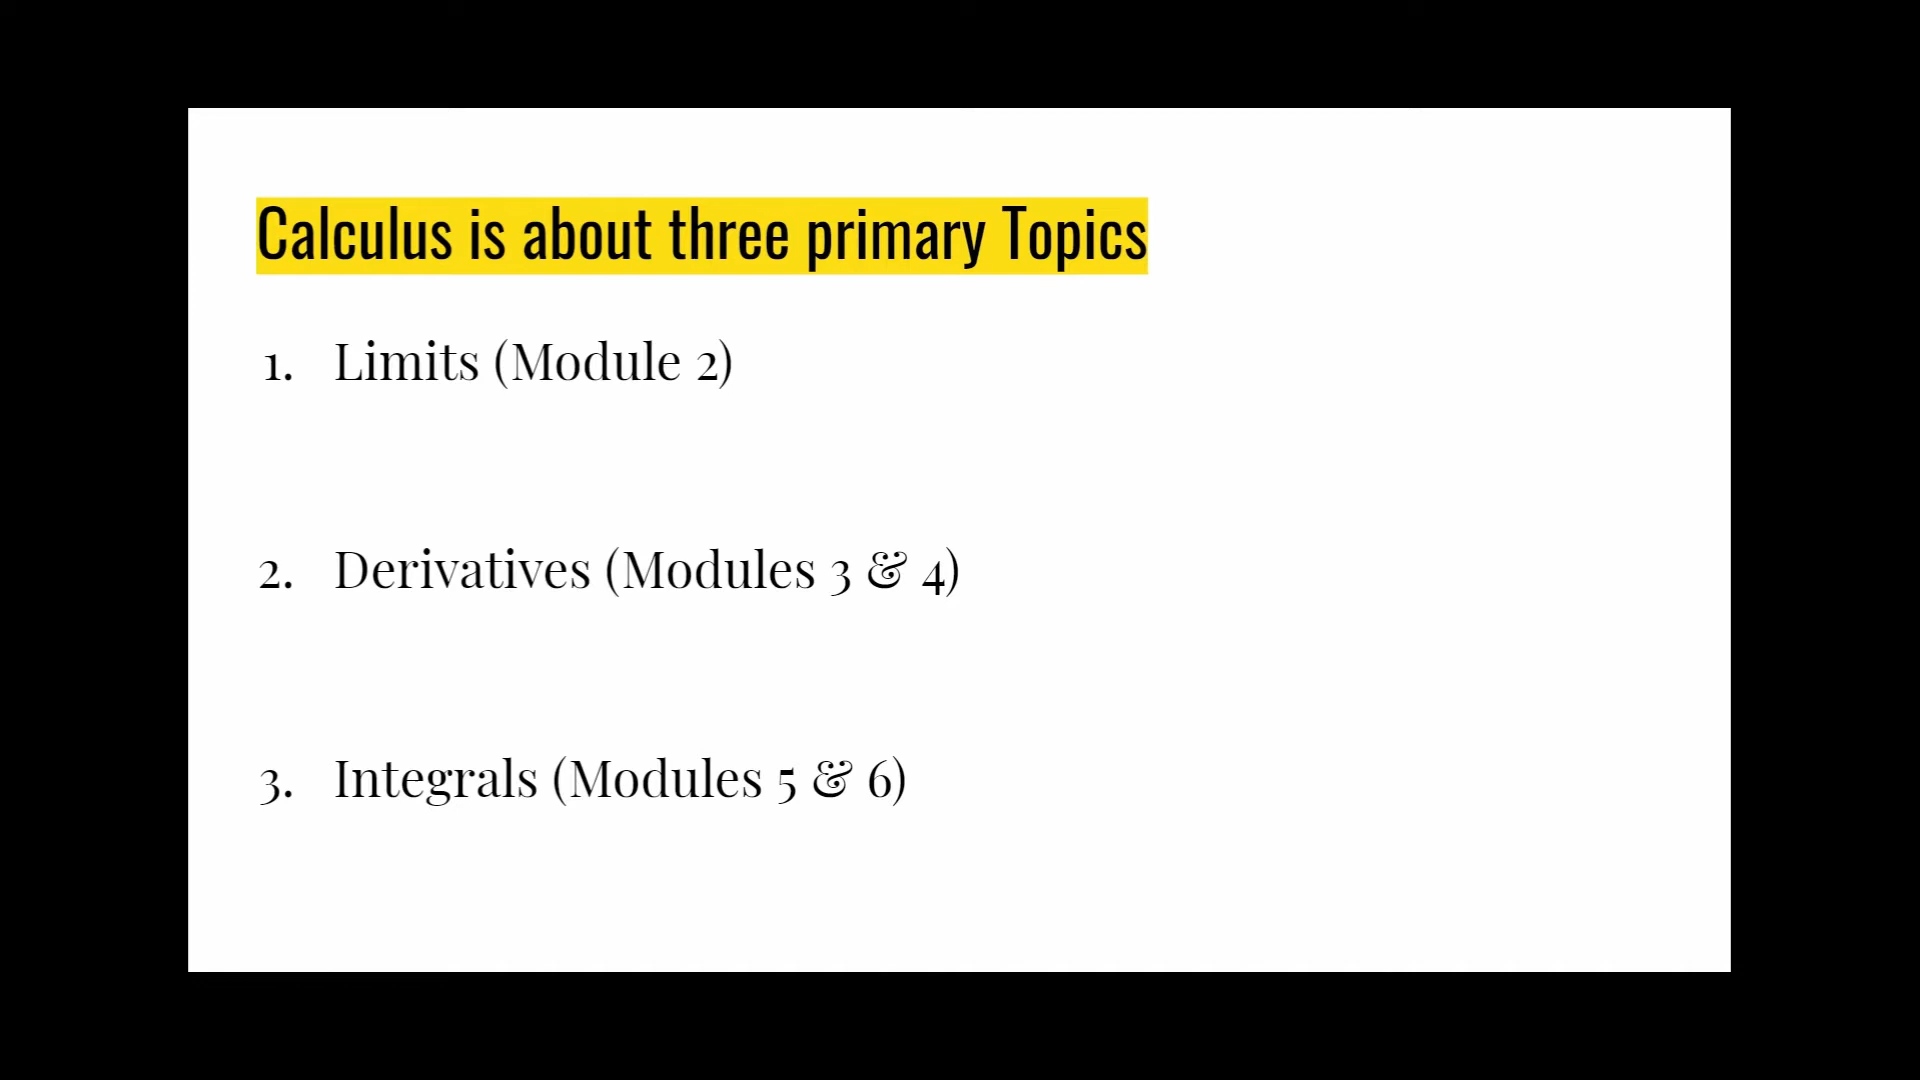 Calculus is about three primary Topics
1. Limits (Module 2)
2. Derivatives (Modules 3 & 4)
3. Integrals (Modules 5 & 6)